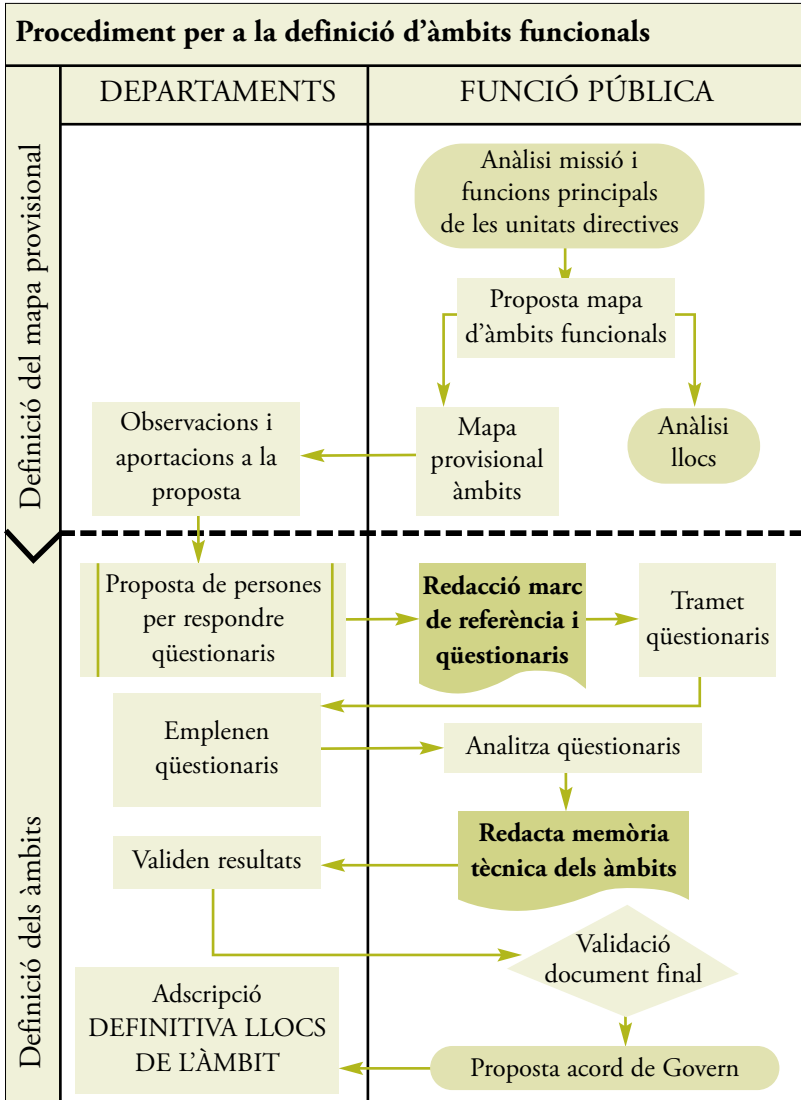 Procediment per a la definició d'àmbits funcionals
DEPARTAMENTS
FUNCIÓ PÚBLICA
Definició del mapa provisional
Anàlisi missió i
funcions principals
de les unitats directives
Proposta mapa
d'àmbits funcionals
Observacions i
aportacions a la
proposta
Mapa
provisional
àmbits
Anàlisi
llocs
Definició dels àmbits
Proposta de persones
per respondre
qüestionaris
Redacció marc
de referència i
qüestionaris
Tramet
qüestionaris
Emplenen
qüestionaris
Analitza qüestionaris
Validen resultats
Redacta memòria
tècnica dels àmbits
Validació
document final
Adscripció
DEFINITIVA LLOCS
DE L'ÀMBIT
Proposta acord de Govern